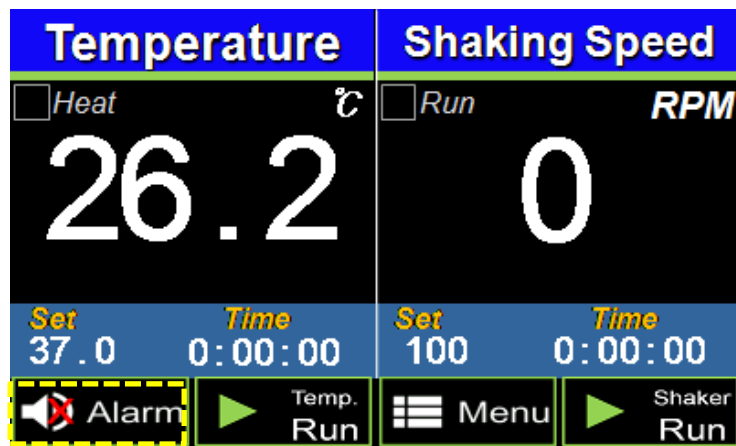 Temperature Shaking Speed
Heat ℃ Run RPM
26.2 0
Set Time Set Time
37.0 0:00:00 100 0:00:00
Alarm Temp. Run Menu Shaker Run